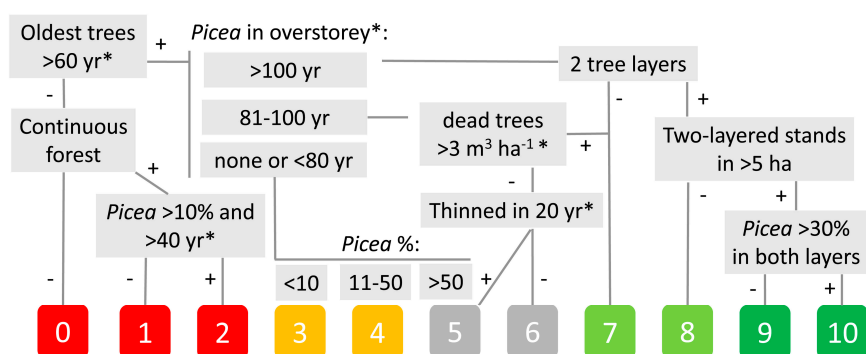 Oldest trees
>60 yr*
+
-
Picea in overstorey*:
>100 yr
81-100 yr
none or <80 yr
2 tree layers
-
+
Continuous
forest
+
-
dead trees
>3 m³ ha⁻¹ *
+
-
Two-layered stands
in >5 ha
-
+
Picea >10% and
>40 yr*
-
+
Thinned in 20 yr*
+
-
Picea >30%
in both layers
-
+
Picea %:
<10
11-50
>50
0
1
2
3
4
5
6
7
8
9
10